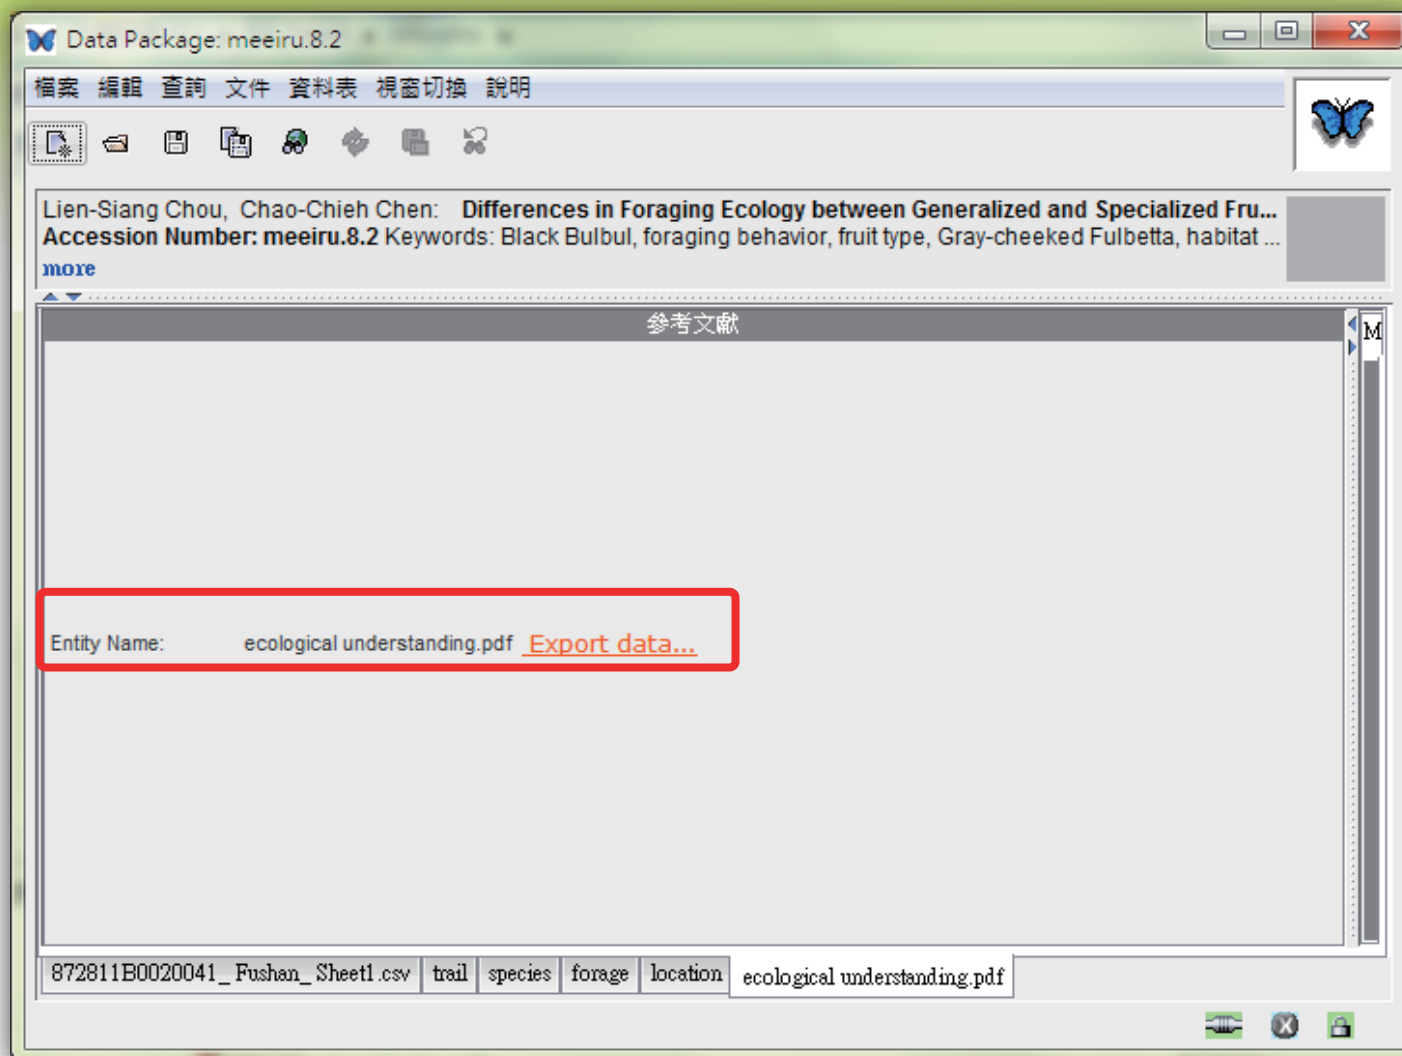 Data Package: meeiru.8.2
檔案 編輯 查詢 文件 資料表 視窗切換 說明
Lien-Siang Chou, Chao-Chieh Chen: Differences in Foraging Ecology between Generalized and Specialized Fru...
Accession Number: meeiru.8.2 Keywords: Black Bulbul, foraging behavior, fruit type, Gray-cheeked Fulbetta, habitat ...
more
參考文獻
M
Entity Name: ecological understanding.pdf Export data...
872811B0020041_Fushan_Sheet1.csv trail species forage location ecological understanding.pdf